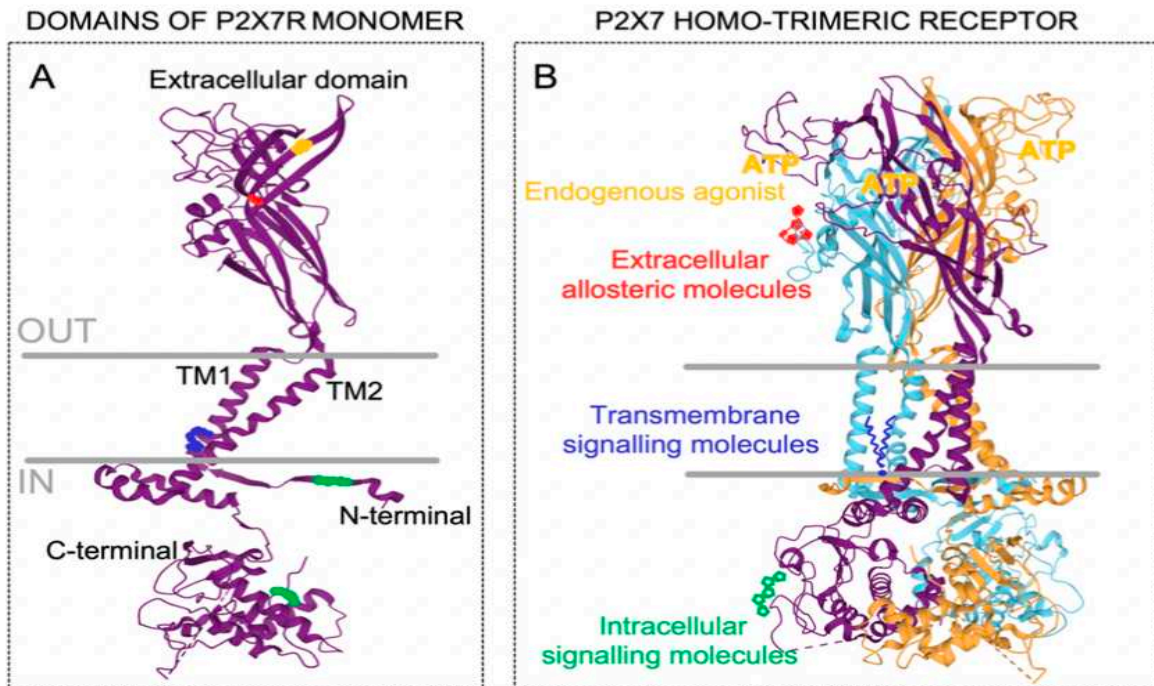 DOMAINS OF P2X7R MONOMER
A
Extracellular domain
OUT
TM1
TM2
IN
N-terminal
C-terminal
P2X7 HOMO-TRIMERIC RECEPTOR
B
ATP
ATP
ATP
Endogenous agonist
Extracellular
allosteric molecules
Transmembrane
signalling molecules
Intracellular
signalling molecules